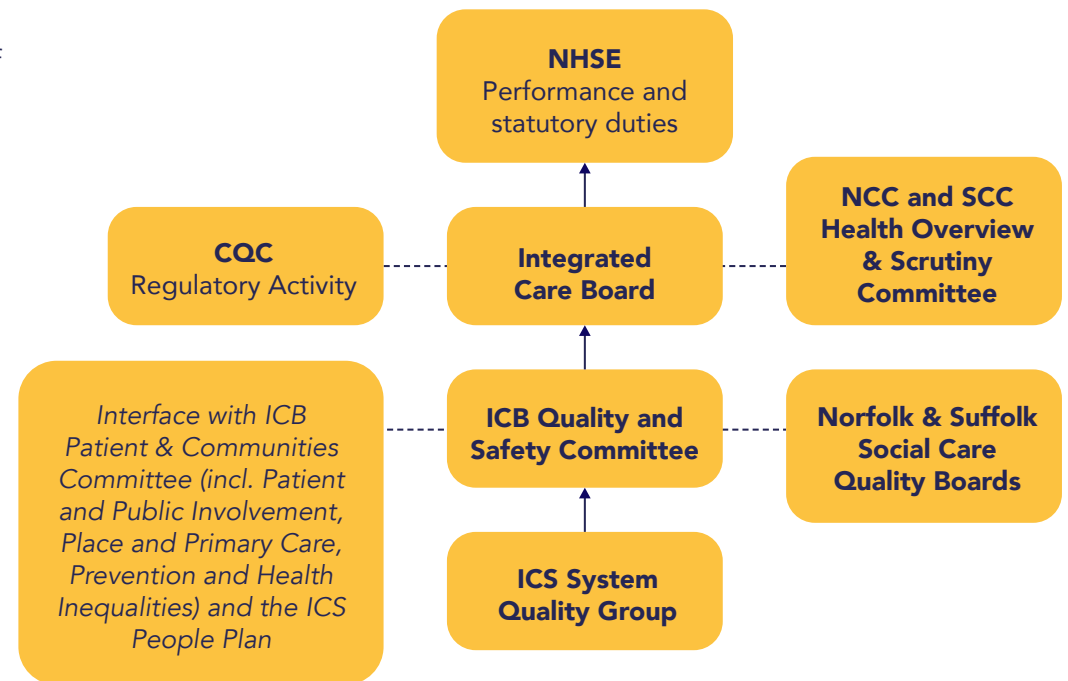 NHSE
Performance and
statutory duties
CQC
Regulatory Activity
Integrated
Care Board
NCC and SCC
Health Overview
& Scrutiny
Committee
Interface with ICB
Patient & Communities
Committee (incl. Patient
and Public Involvement,
Place and Primary Care,
Prevention and Health
Inequalities) and the ICS
People Plan
ICB Quality and
Safety Committee
Norfolk & Suffolk
Social Care
Quality Boards
ICS System
Quality Group